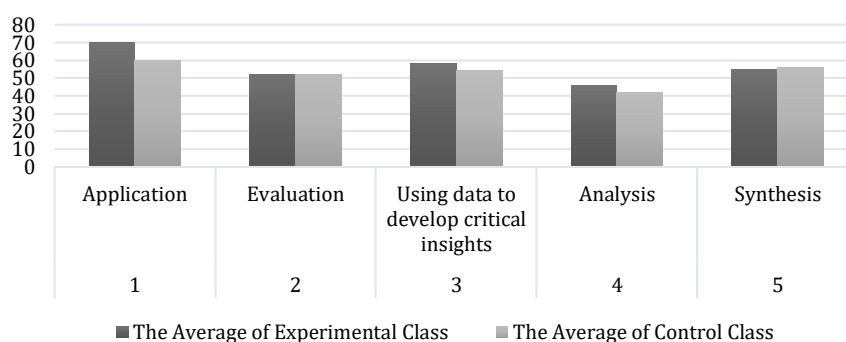 80
70
60
50
40
30
20
10
0
Application
Evaluation
Using data to
develop critical
insights
Analysis
Synthesis
1
2
3
4
5
The Average of Experimental Class
The Average of Control Class